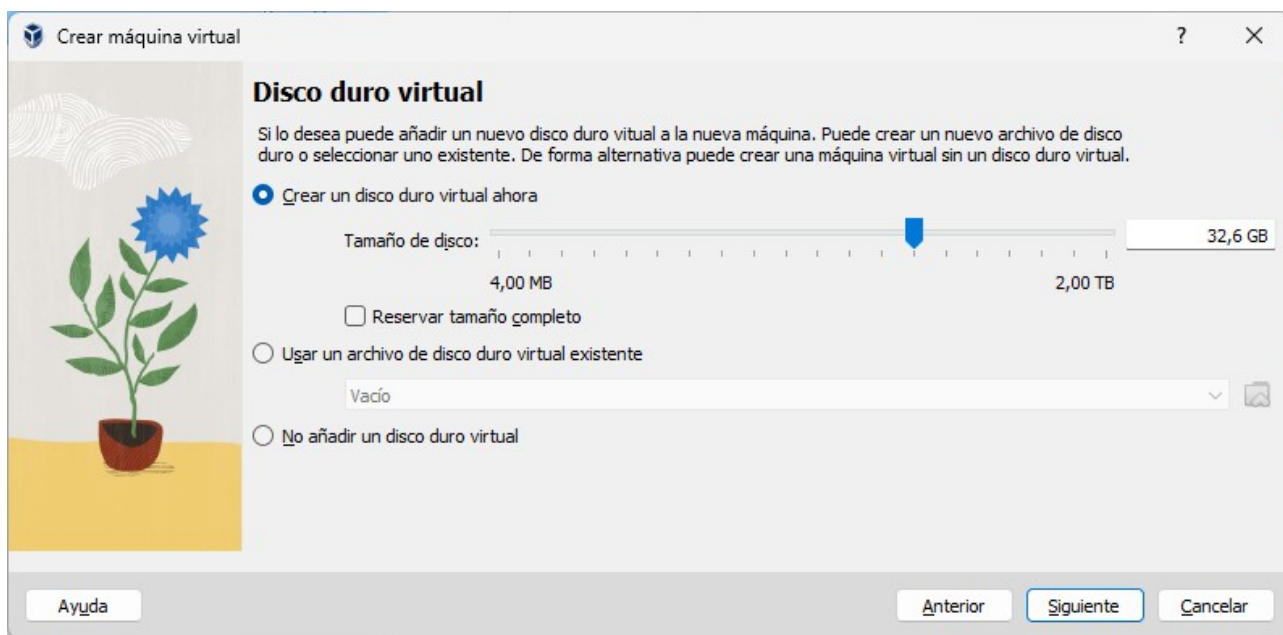 Crear máquina virtual
?
Disco duro virtual
Si lo desea puede añadir un nuevo disco duro vitual a la nueva máquina. Puede crear un nuevo archivo de disco
duro o seleccionar uno existente. De forma alternativa puede crear una máquina virtual sin un disco duro virtual.
Crear un disco duro virtual ahora
Tamaño de disco:
32,6 GB
4,00 MB
2,00 TB
Reservar tamaño completo
Usar un archivo de disco duro virtual existente
Vacío
No añadir un disco duro virtual
Ayuda
Anterior
Siguiente
Cancelar